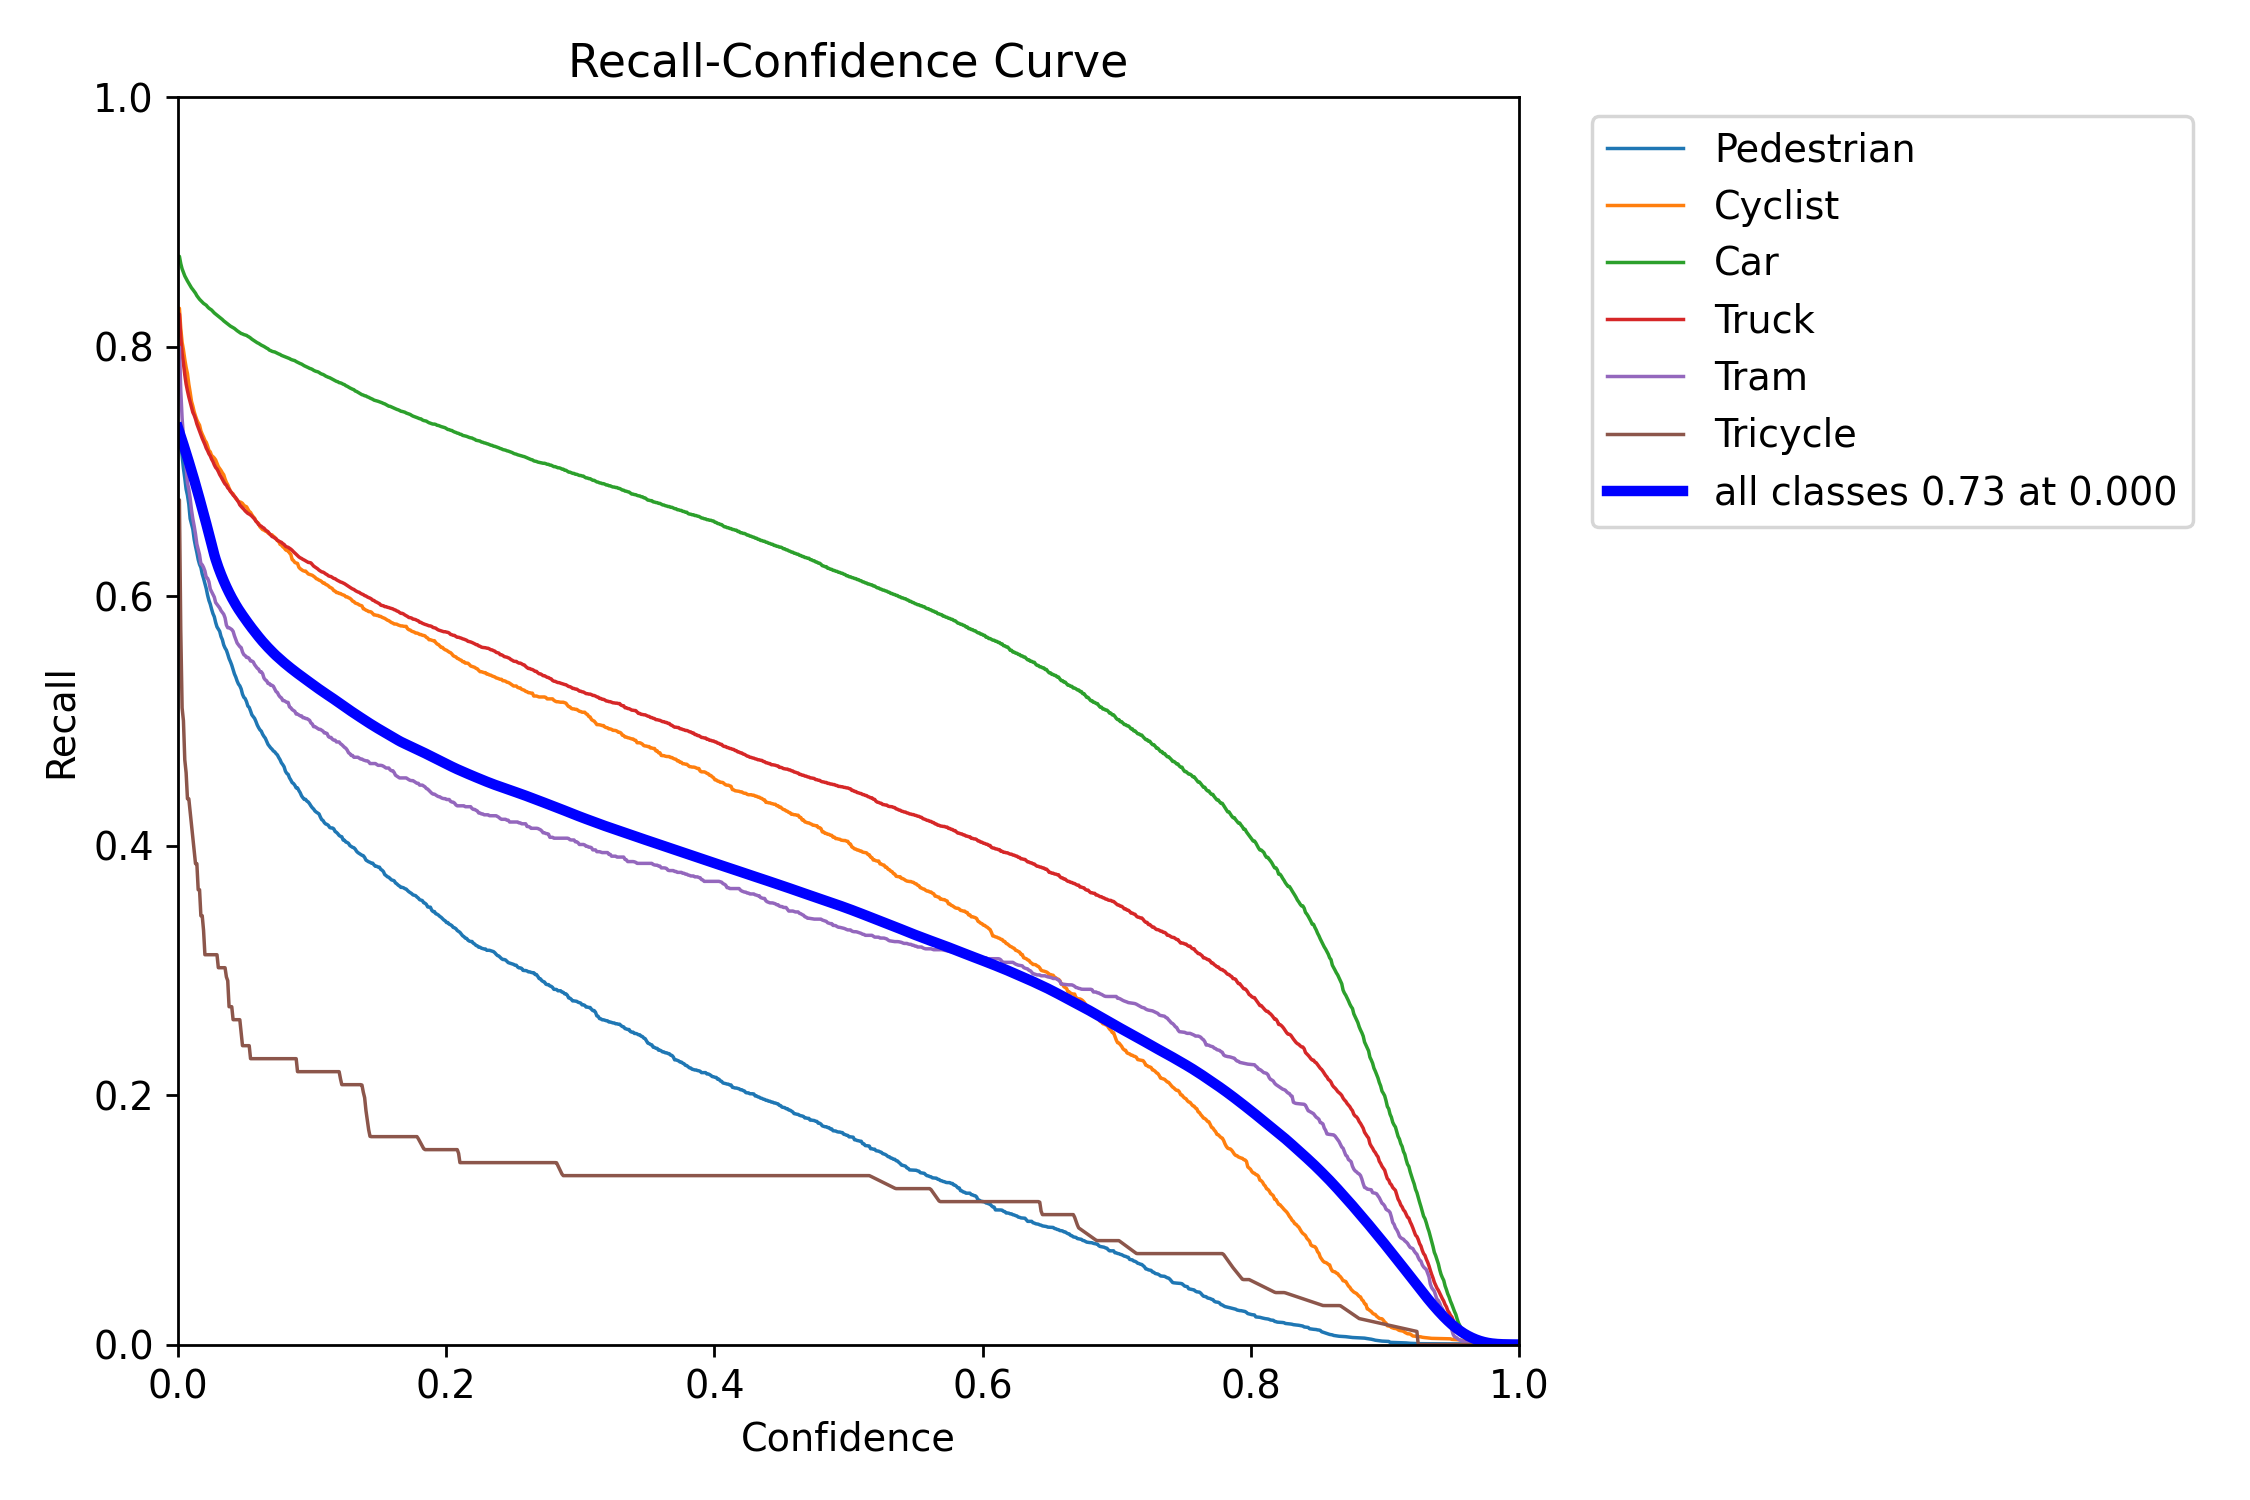 Recall-Confidence Curve
1.0
0.8
0.6
0.4
0.2
0.0
Recall
0.0 0.2 0.4 0.6 0.8 1.0
Confidence
Pedestrian
Cyclist
Car
Truck
Tram
Tricycle
all classes 0.73 at 0.000